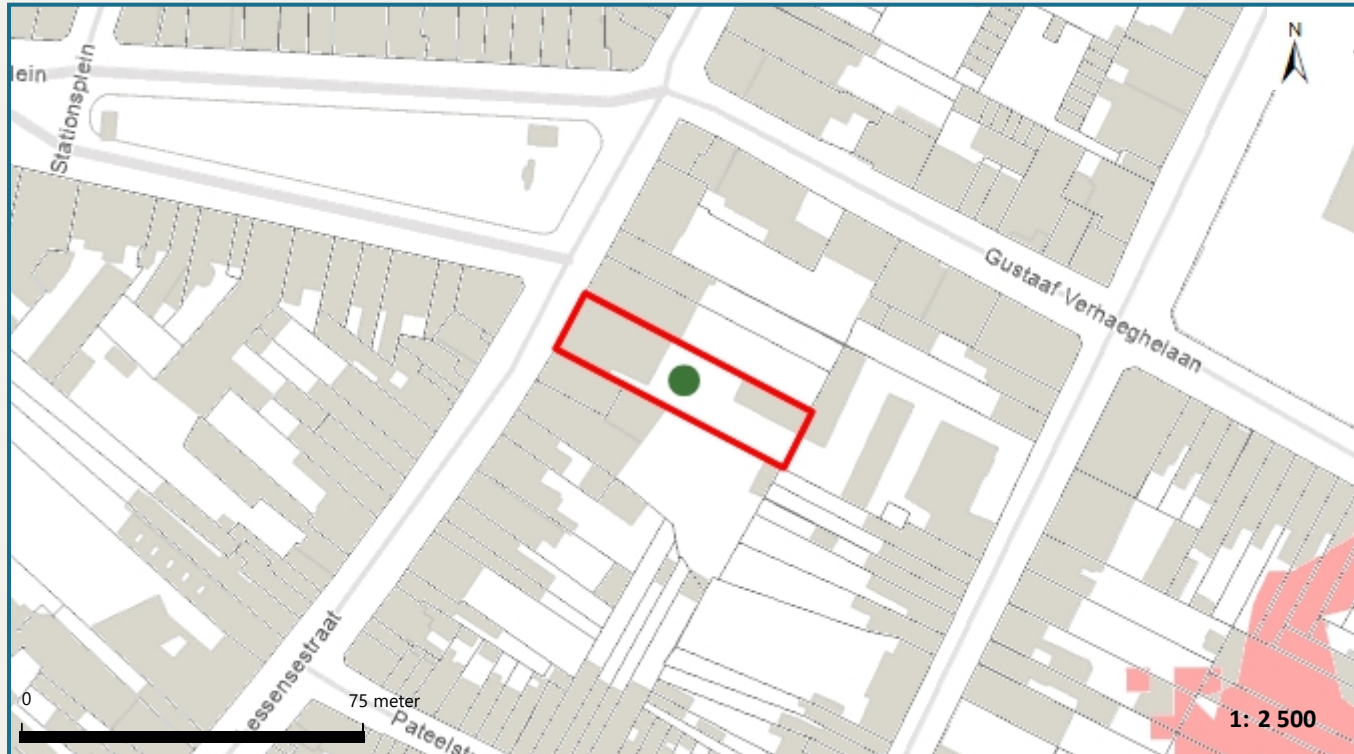 N
lein
Stationsplein
Gustaaf Verhaeghelaan
essensestraat
Pateelst
0
75 meter
1: 2 500